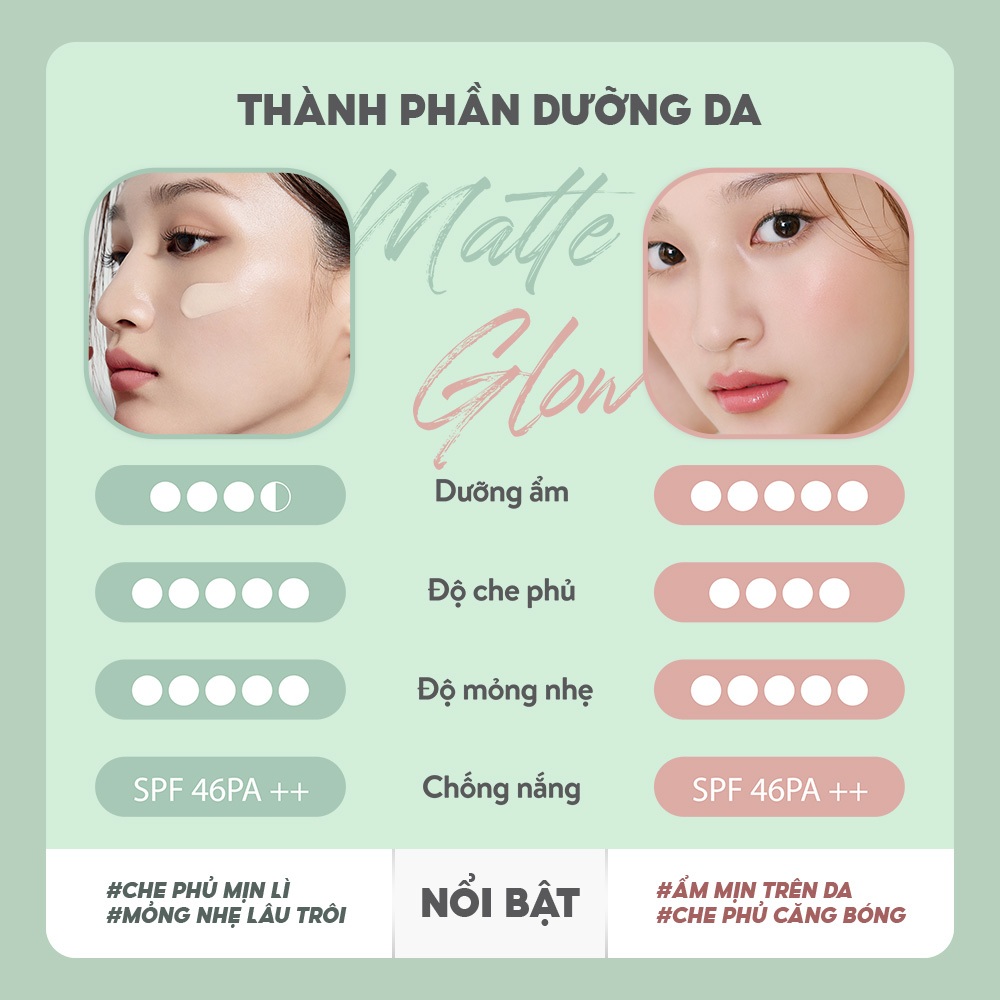 THÀNH PHẦN DƯỠNG DA
Matte
Glow
Dưỡng ẩm
Độ che phủ
Độ mỏng nhẹ
SPF 46PA ++
Chống nắng
SPF 46PA ++
#CHE PHỦ MỊN LÌ
#MỎNG NHẸ LÂU TRÔI
NỔI BẬT
#ẨM MỊN TRÊN DA
#CHE PHỦ CĂNG BÓNG